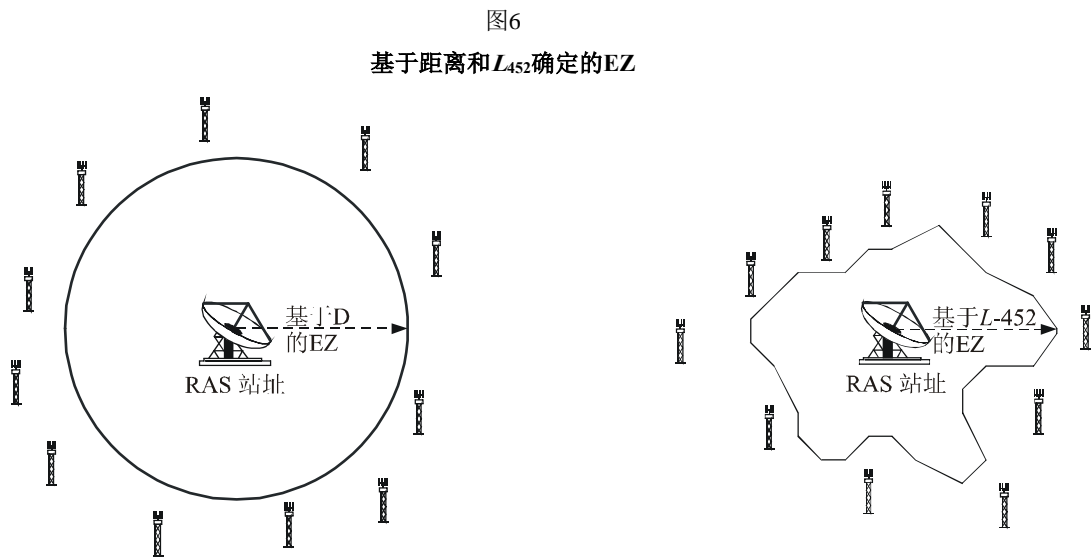 图6
基于距离和L452确定的EZ
基于D
的EZ
RAS 站址
基于L-452
的EZ
RAS 站址